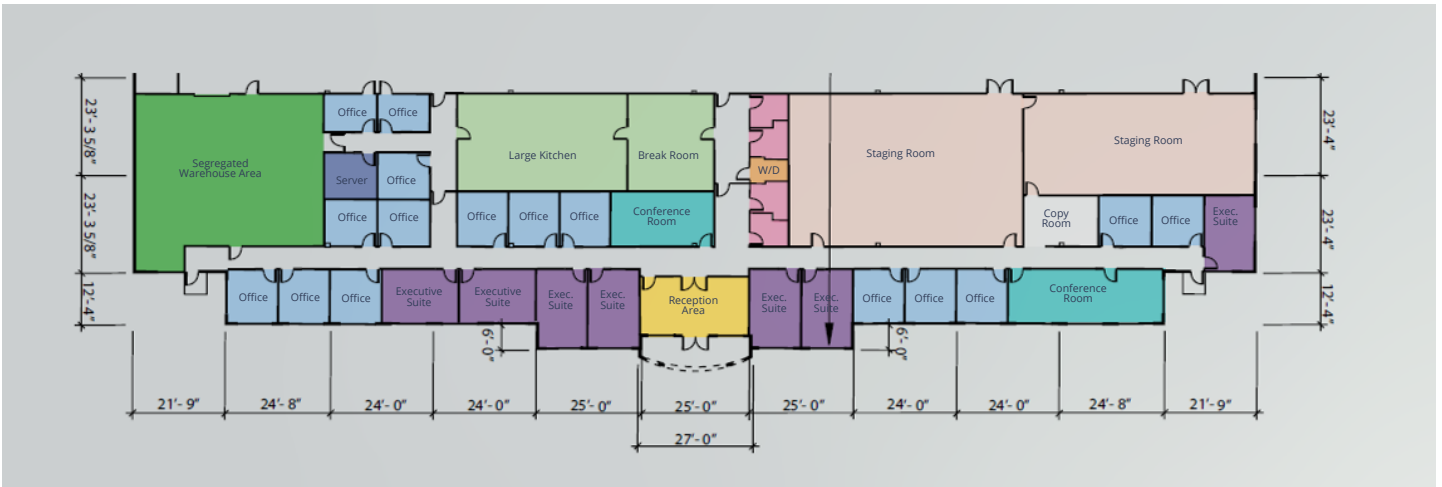 Office
Office
23'- 3 5/8"
23'- 4"
Segregated
Warehouse Area
Large Kitchen
Break Room
Staging Room
Staging Room
W/D
Server
Office
Office
Office
Office
Office
Office
Conference
Room
Copy
Room
Office
Office
Exec.
Suite
23'- 3 5/8"
23'- 4"
Office
Office
Office
Executive
Suite
Executive
Suite
Exec.
Suite
Exec.
Suite
Reception
Area
Exec.
Suite
Exec.
Suite
Office
Office
Office
Conference
Room
12'- 4"
12'- 4"
6'- 0"
6'- 0"
21'- 9"
24'- 8"
24'- 0"
24'- 0"
25'- 0"
25'- 0"
25'- 0"
24'- 0"
24'- 0"
24'- 8"
21'- 9"
27'- 0"